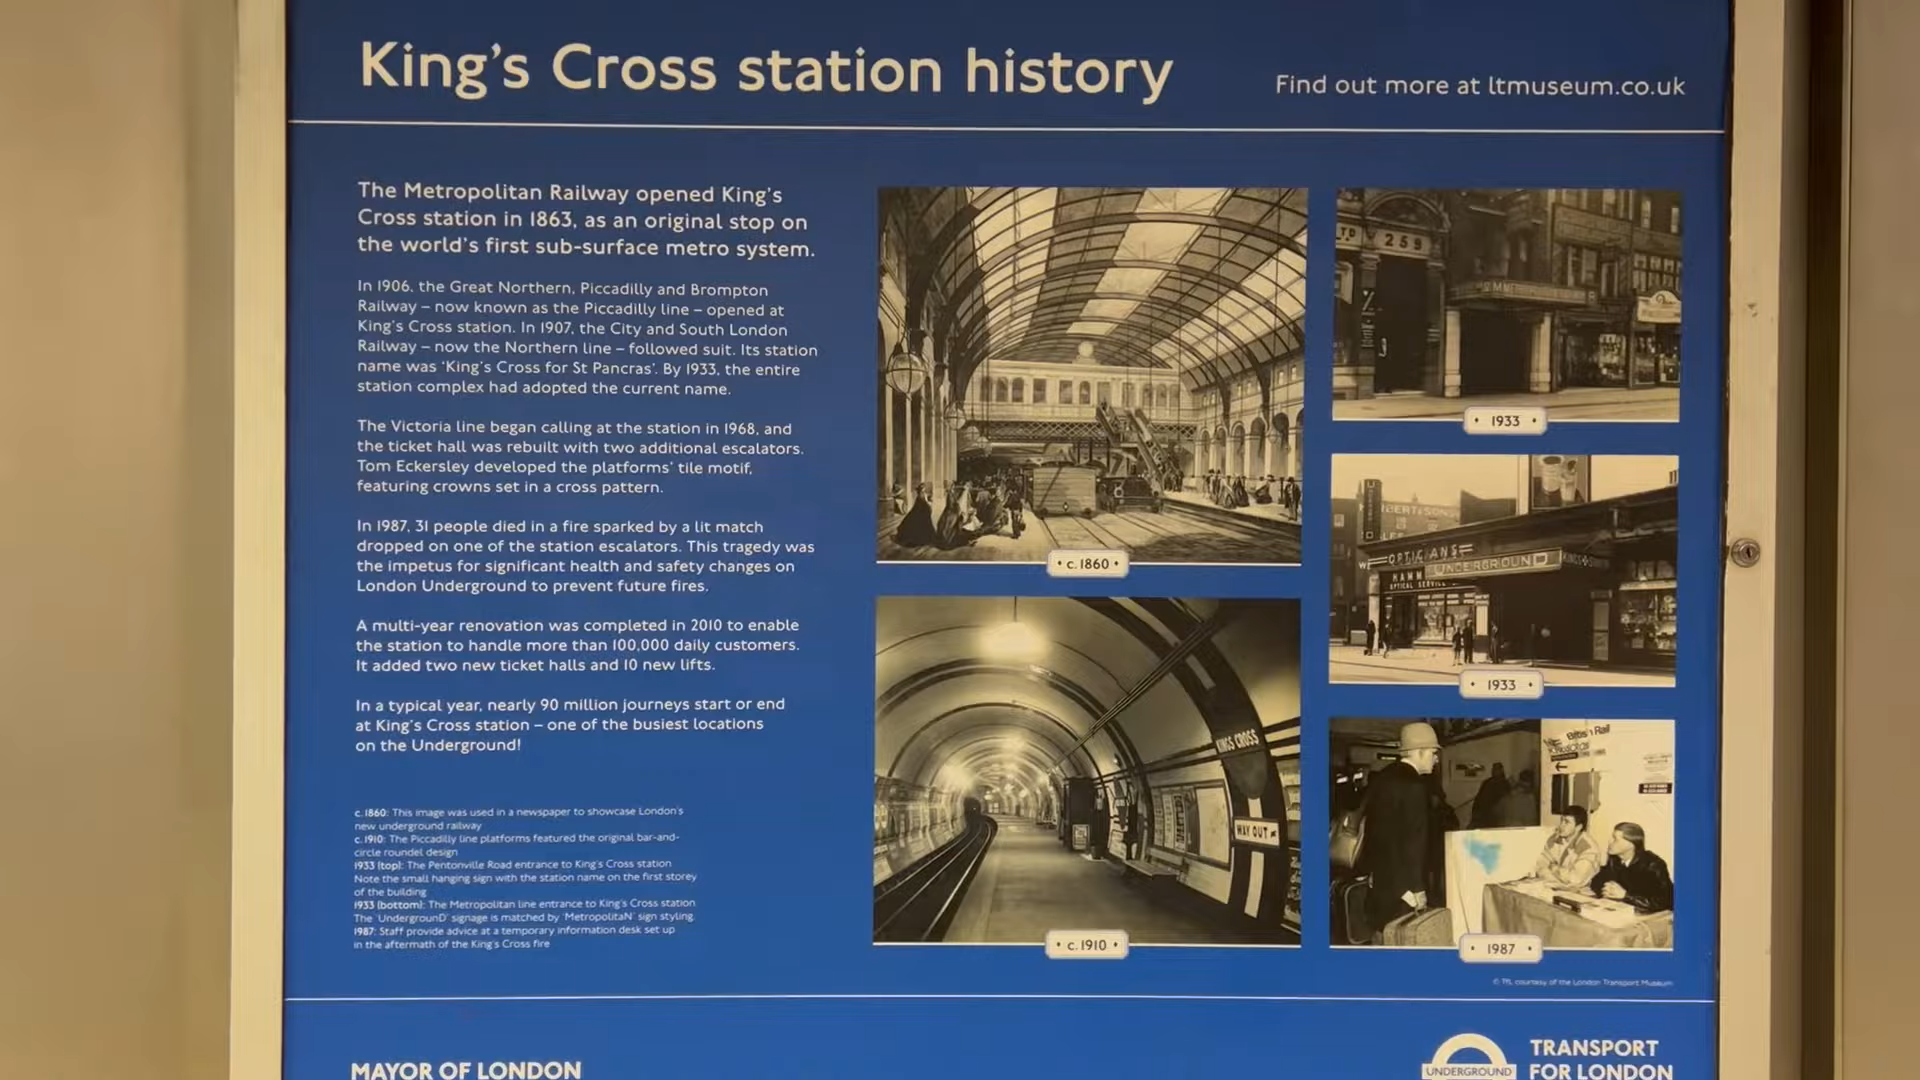 King's Cross station history
Find out more at ltmuseum.co.uk
The Metropolitan Railway opened King's
Cross station in 1863, as an original stop on
the world's first sub-surface metro system.
In 1906, the Great Northern, Piccadilly and Brompton
Railway – now known as the Piccadilly line – opened at
King's Cross station. In 1907, the City and South London
Railway – now the Northern line – followed suit. Its station
name was 'King's Cross for St Pancras'. By 1933, the entire
station complex had adopted the current name.
The Victoria line began calling at the station in 1968, and
the ticket hall was rebuilt with two additional escalators.
Tom Eckersley developed the platforms' tile motif,
featuring crowns set in a cross pattern.
In 1987, 31 people died in a fire sparked by a lit match
dropped on one of the station escalators. This tragedy was
the impetus for significant health and safety changes on
London Underground to prevent future fires.
A multi-year renovation was completed in 2010 to enable
the station to handle more than 100,000 daily customers.
It added two new ticket halls and 10 new lifts.
In a typical year, nearly 90 million journeys start or end
at King's Cross station – one of the busiest locations
on the Underground!
c.1860: This image was used in a newspaper to showcase London's
new underground railway
c.1910: The Piccadilly line platforms featured the original bar-and-
circle roundel design
1933 (top): The Pentonville Road entrance to King's Cross station
Note the small hanging sign with the station name on the first storey
of the building
1933 (bottom): The Metropolitan line entrance to King's Cross station
The 'UndergrounD' signage is matched by 'MetropolitaN' sign styling.
1987: Staff provide advice at a temporary information desk set up
in the aftermath of the King's Cross fire
c.1860
KINGS CROSS
WAY OUT
c.1910
LTD
259
1933
OPTICIANS
UNDERGROUND
HAMM
OPTICAL SERVICE
1933
British Rail
1987
© TfL courtesy of the London Transport Museum
MAYOR OF LONDON
UNDERGROUND
TRANSPORT
FOR LONDON